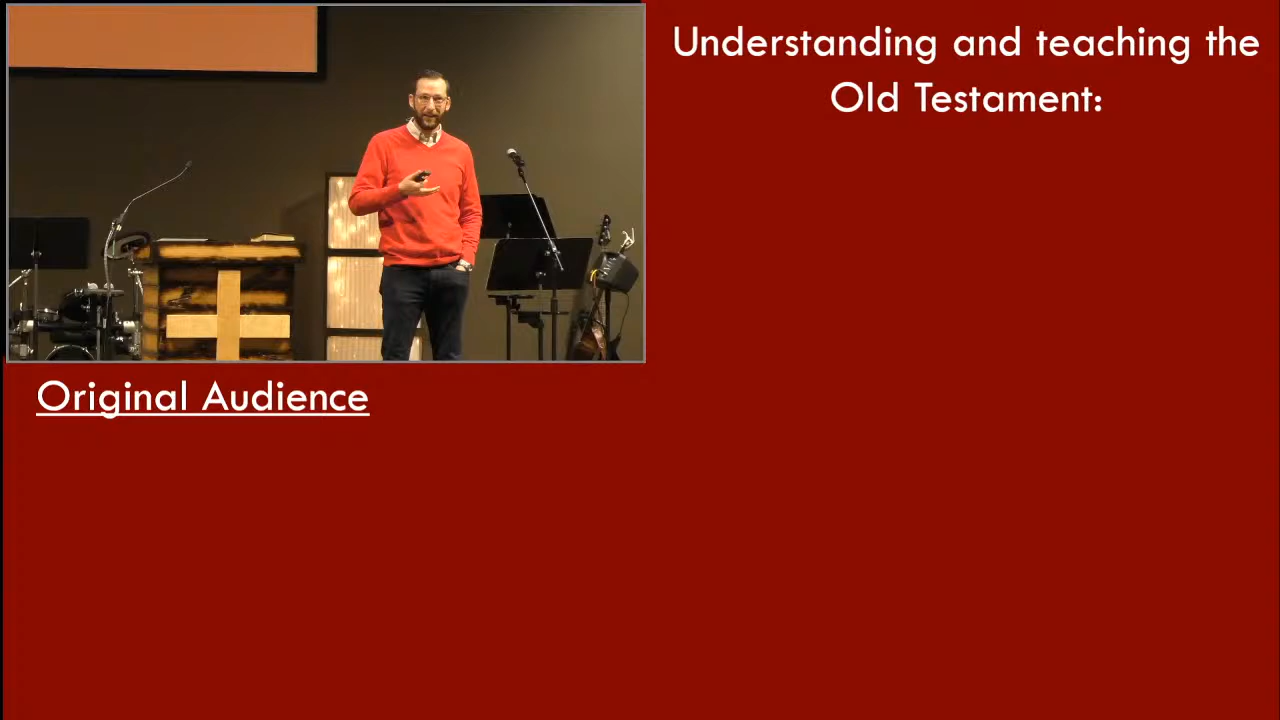 Understanding and teaching the
Old Testament:
Original Audience